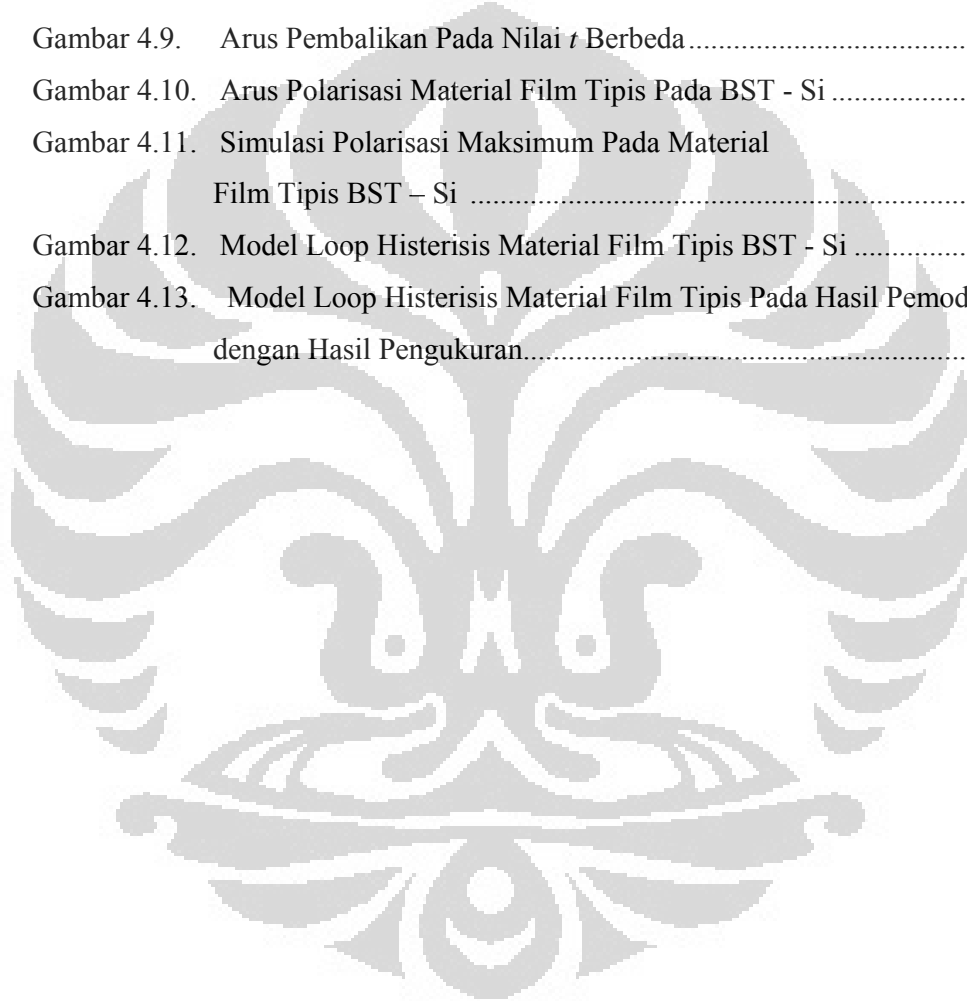 Gambar 4.9. Arus Pembalikan Pada Nilai t Berbeda....................................
Gambar 4.10. Arus Polarisasi Material Film Tipis Pada BST - Si ..................
Gambar 4.11. Simulasi Polarisasi Maksimum Pada Material
Film Tipis BST – Si ..................................................................
Gambar 4.12. Model Loop Histerisis Material Film Tipis BST - Si ...............
Gambar 4.13. Model Loop Histerisis Material Film Tipis Pada Hasil Pemod
dengan Hasil Pengukuran...........................................................